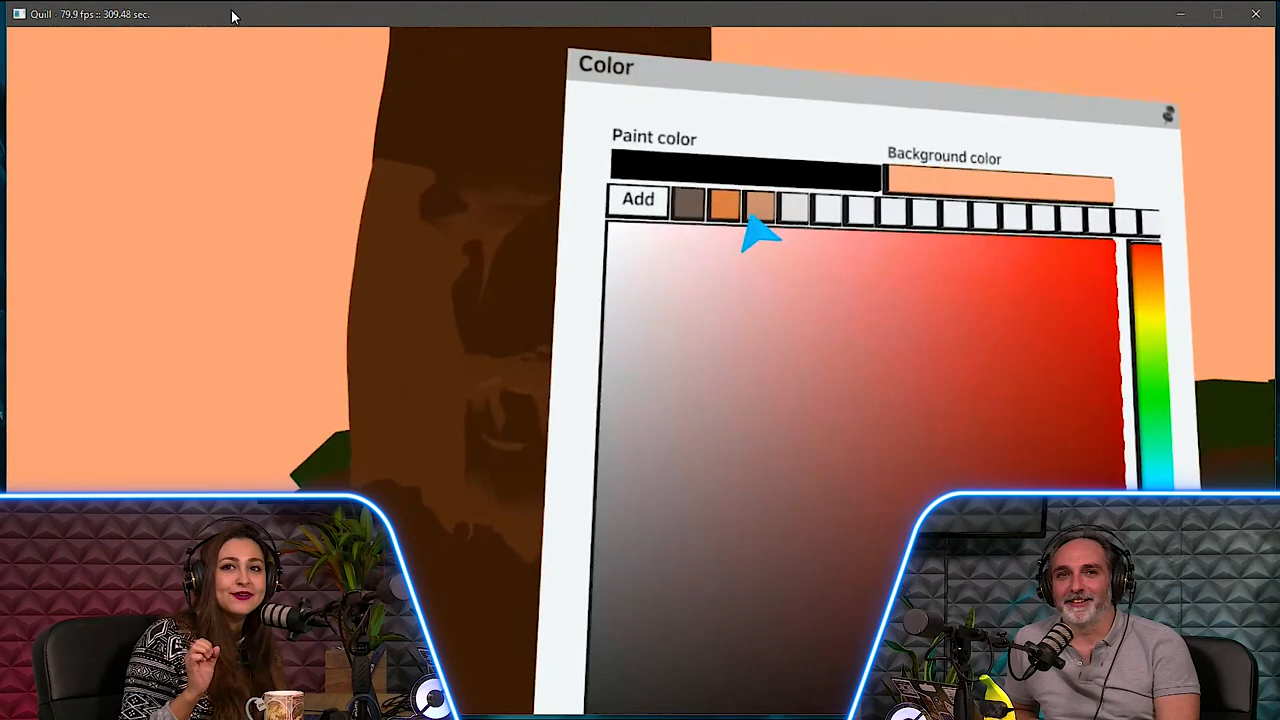 Quill - 79.9 fps :: 309.48 sec.
Color
Paint color
Background color
Add